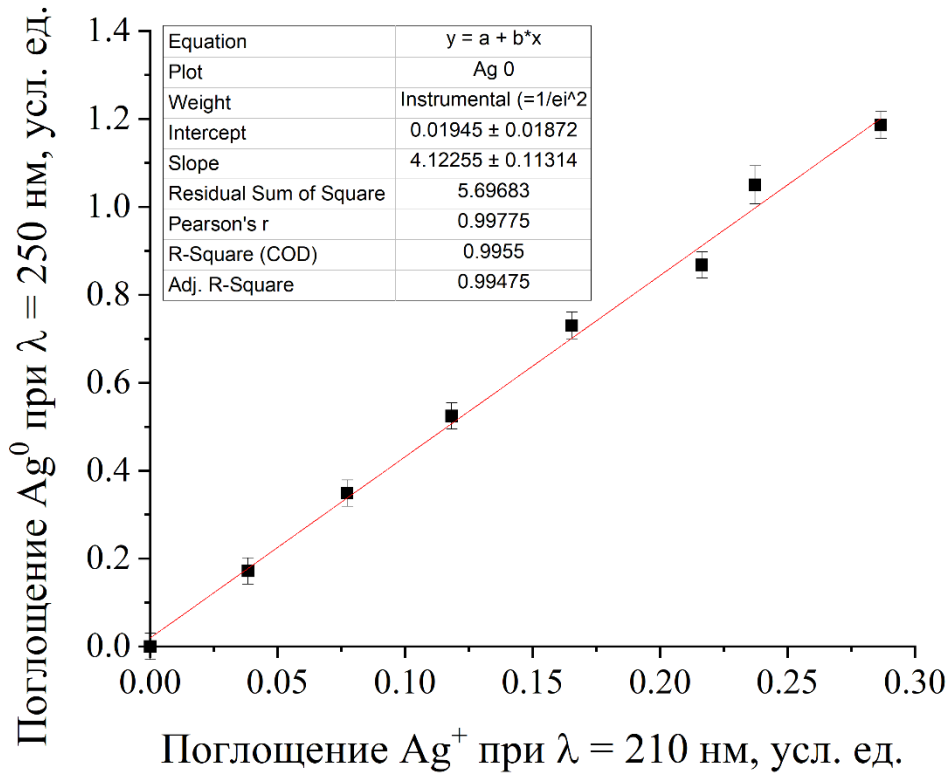 Поглощение Ag⁰ при λ = 250 нм, усл. ед.
1.4
1.2
1.0
0.8
0.6
0.4
0.2
0.0
Equation y = a + b*x
Plot Ag 0
Weight Instrumental (=1/ei^2
Intercept 0.01945 ± 0.01872
Slope 4.12255 ± 0.11314
Residual Sum of Square 5.69683
Pearson's r 0.99775
R-Square (COD) 0.9955
Adj. R-Square 0.99475
0.00 0.05 0.10 0.15 0.20 0.25 0.30
Поглощение Ag⁺ при λ = 210 нм, усл. ед.